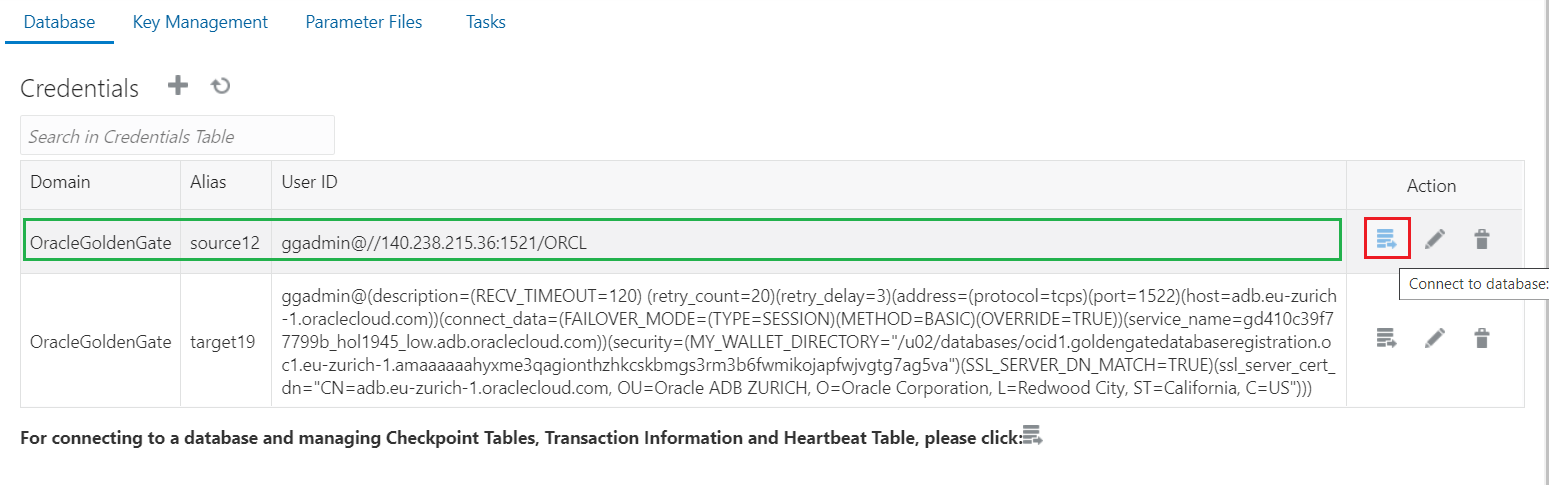 Database Key Management Parameter Files Tasks
Credentials
Search in Credentials Table
Domain Alias User ID Action
OracleGoldenGate source12 ggadmin@//140.238.215.36:1521/ORCL
Connect to database:
ggadmin@(description=(RECV_TIMEOUT=120) (retry_count=20)(retry_delay=3)(address=(protocol=tcps)(port=1522)(host=adb.eu-zurich
-1.oraclecloud.com))(connect_data=(FAILOVER_MODE=(TYPE=SESSION)(METHOD=BASIC)(OVERRIDE=TRUE))(service_name=gd410c39f7
OracleGoldenGate target19 7799b_hol1945_low.adb.oraclecloud.com))(security=(MY_WALLET_DIRECTORY="/u02/databases/ocid1.goldengatedatabaseregistration.o
c1.eu-zurich-1.amaaaaaahyxme3qagionthzhkcskbmgs3rm3b6fwmikojapfwjvgtg7ag5va")(SSL_SERVER_DN_MATCH=TRUE)(ssl_server_cert_
dn="CN=adb.eu-zurich-1.oraclecloud.com, OU=Oracle ADB ZURICH, O=Oracle Corporation, L=Redwood City, ST=California, C=US")))
For connecting to a database and managing Checkpoint Tables, Transaction Information and Heartbeat Table, please click: